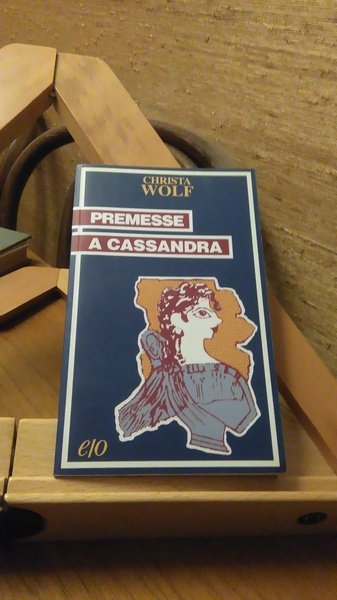 CHRISTA
WOLF
PREMESSE
A CASSANDRA
e/o